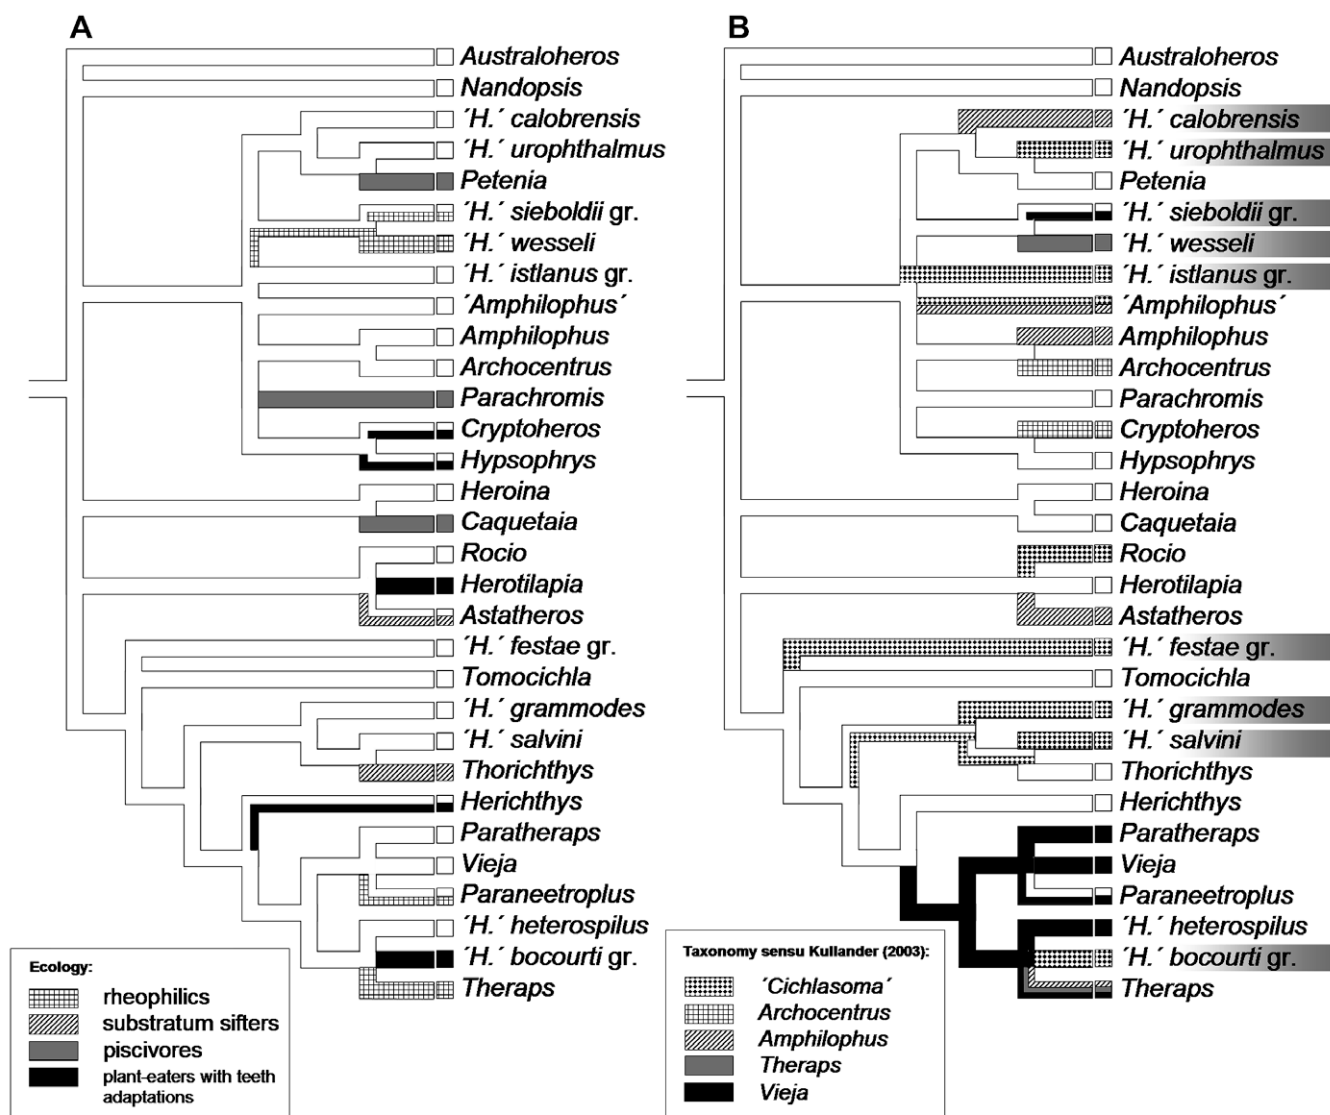 A
Australoheros
Nandopsis
´H.´ calobrensis
´H.´ urophthalmus
Petenia
´H.´ sieboldii gr.
´H.´ wesseli
´H.´ istlanus gr.
´Amphilophus´
Amphilophus
Archocentrus
Parachromis
Cryptoheros
Hypsophrys
Heroina
Caquetaia
Rocio
Herotilapia
Astatheros
´H.´ festae gr.
Tomocichla
´H.´ grammodes
´H.´ salvini
Thorichthys
Herichthys
Paratheraps
Vieja
Paraneetroplus
´H.´ heterospilus
´H.´ bocourti gr.
Theraps
Ecology:
rheophilics
substratum sifters
piscivores
plant-eaters with teeth
adaptations
B
Australoheros
Nandopsis
´H.´ calobrensis
´H.´ urophthalmus
Petenia
´H.´ sieboldii gr.
´H.´ wesseli
´H.´ istlanus gr.
´Amphilophus´
Amphilophus
Archocentrus
Parachromis
Cryptoheros
Hypsophrys
Heroina
Caquetaia
Rocio
Herotilapia
Astatheros
´H.´ festae gr.
Tomocichla
´H.´ grammodes
´H.´ salvini
Thorichthys
Herichthys
Paratheraps
Vieja
Paraneetroplus
´H.´ heterospilus
´H.´ bocourti gr.
Theraps
Taxonomy sensu Kullander (2003):
´Cichlasoma´
Archocentrus
Amphilophus
Theraps
Vieja